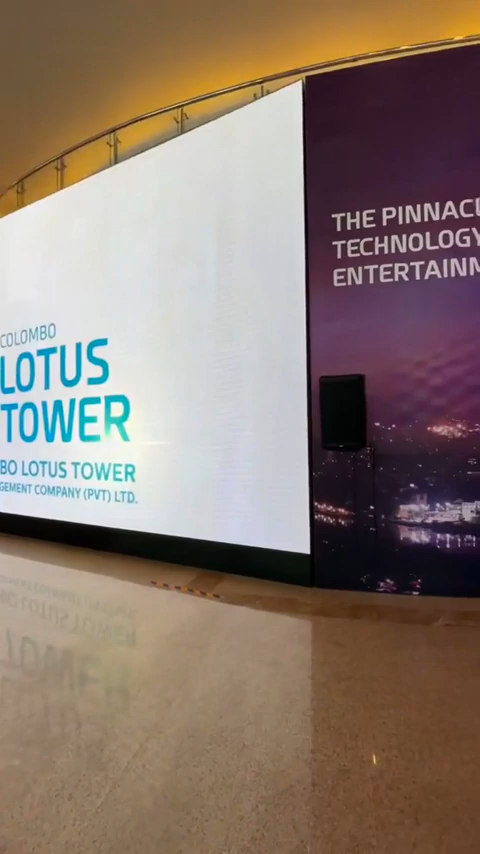 COLOMBO
LOTUS
TOWER
BO LOTUS TOWER
GEMENT COMPANY (PVT) LTD.
THE PINNACL
TECHNOLOGY
ENTERTAINM